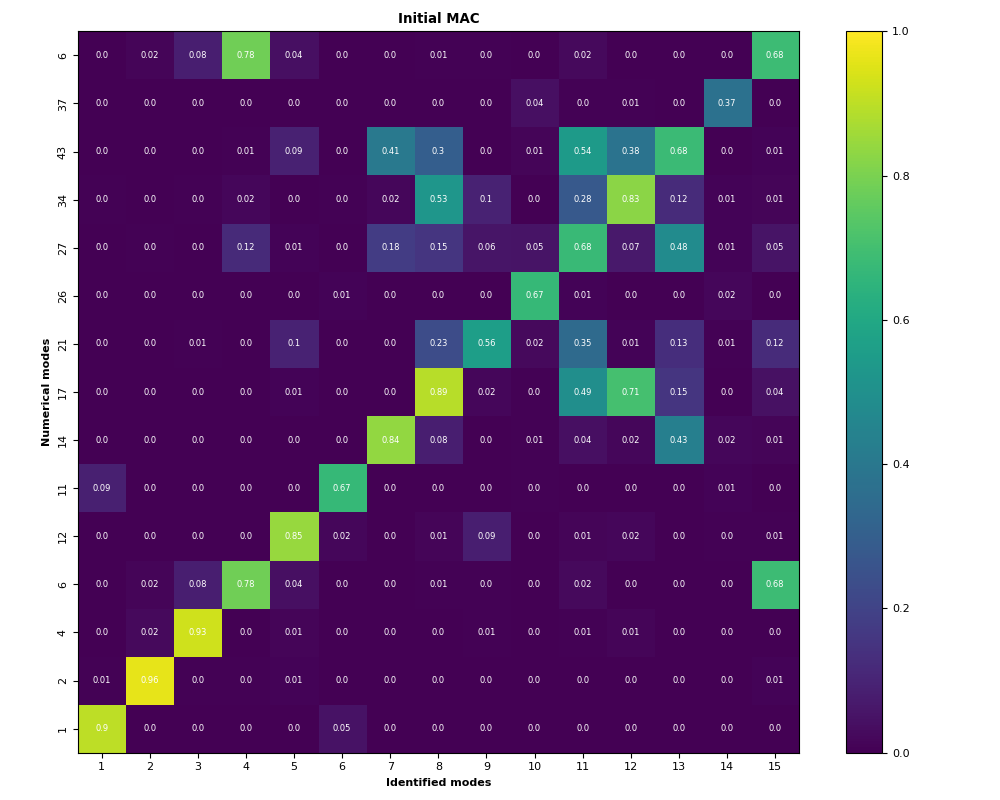 Initial MAC
6 0.0 0.02 0.08 0.78 0.04 0.0 0.0 0.01 0.0 0.0 0.02 0.0 0.0 0.0 0.68
37 0.0 0.0 0.0 0.0 0.0 0.0 0.0 0.0 0.0 0.04 0.0 0.01 0.0 0.37 0.0
43 0.0 0.0 0.0 0.01 0.09 0.0 0.41 0.3 0.0 0.01 0.54 0.38 0.68 0.0 0.01
34 0.0 0.0 0.0 0.02 0.0 0.0 0.02 0.53 0.1 0.0 0.28 0.83 0.12 0.01 0.01
27 0.0 0.0 0.0 0.12 0.01 0.0 0.18 0.15 0.06 0.05 0.68 0.07 0.48 0.01 0.05
26 0.0 0.0 0.0 0.0 0.0 0.01 0.0 0.0 0.0 0.67 0.01 0.0 0.0 0.02 0.0
21 0.0 0.0 0.01 0.0 0.1 0.0 0.0 0.23 0.56 0.02 0.35 0.01 0.13 0.01 0.12
17 0.0 0.0 0.0 0.0 0.01 0.0 0.0 0.89 0.02 0.0 0.49 0.71 0.15 0.0 0.04
14 0.0 0.0 0.0 0.0 0.0 0.0 0.84 0.08 0.0 0.01 0.04 0.02 0.43 0.02 0.01
11 0.09 0.0 0.0 0.0 0.0 0.67 0.0 0.0 0.0 0.0 0.0 0.0 0.0 0.01 0.0
12 0.0 0.0 0.0 0.0 0.85 0.02 0.0 0.01 0.09 0.0 0.01 0.02 0.0 0.0 0.01
6 0.0 0.02 0.08 0.78 0.04 0.0 0.0 0.01 0.0 0.0 0.02 0.0 0.0 0.0 0.68
4 0.0 0.02 0.93 0.0 0.01 0.0 0.0 0.0 0.01 0.0 0.01 0.01 0.0 0.0 0.0
2 0.01 0.96 0.0 0.0 0.01 0.0 0.0 0.0 0.0 0.0 0.0 0.0 0.0 0.0 0.01
1 0.9 0.0 0.0 0.0 0.0 0.05 0.0 0.0 0.0 0.0 0.0 0.0 0.0 0.0 0.0
1 2 3 4 5 6 7 8 9 10 11 12 13 14 15
Identified modes
Numerical modes
1.0
0.8
0.6
0.4
0.2
0.0